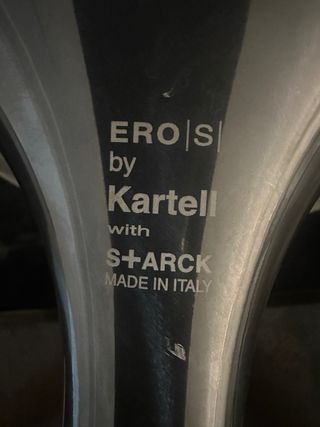 ERO|S|
by
Kartell
with
S+ARCK
MADE IN ITALY